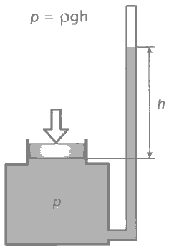 p = ρgh
h
p